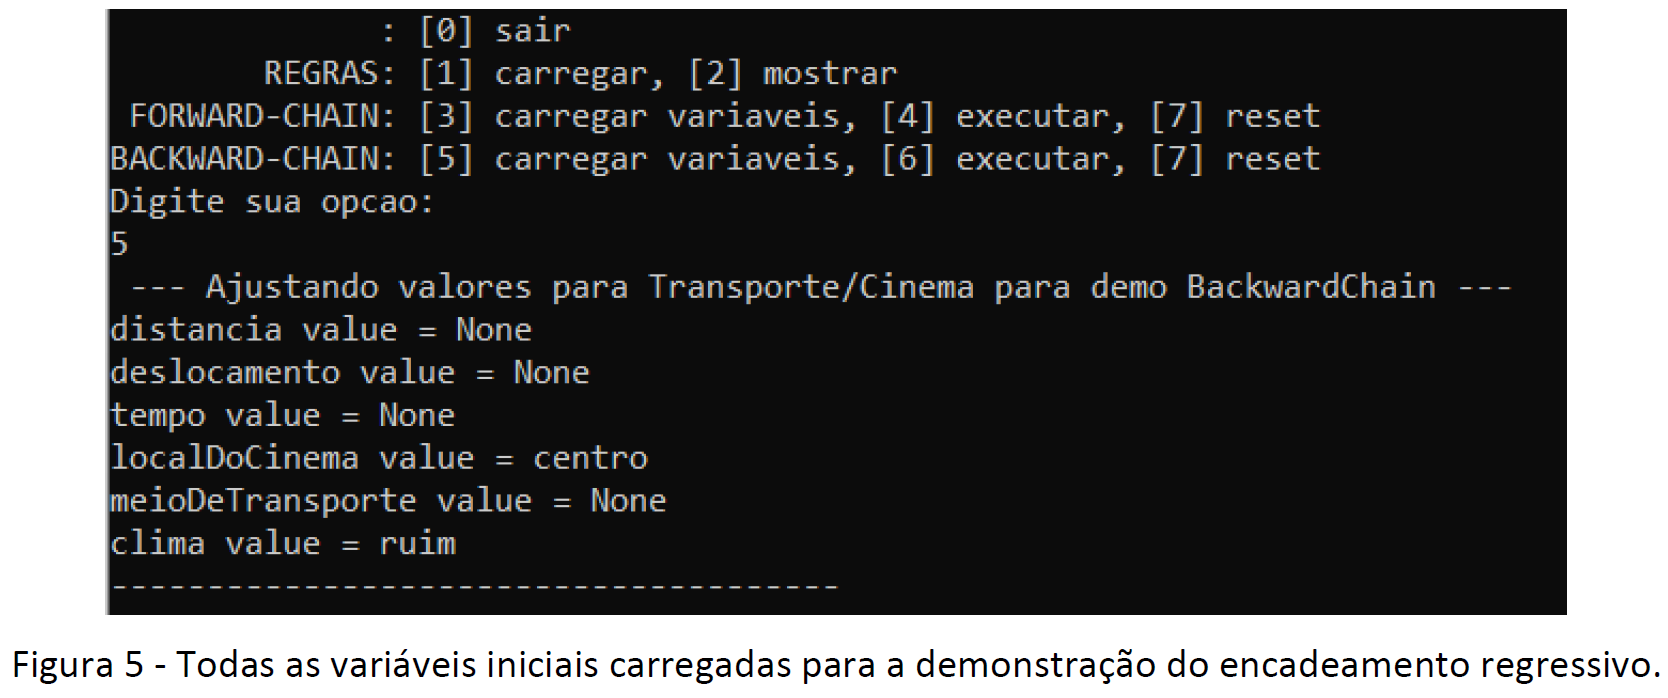 : [0] sair
REGRAS: [1] carregar, [2] mostrar
FORWARD-CHAIN: [3] carregar variaveis, [4] executar, [7] reset
BACKWARD-CHAIN: [5] carregar variaveis, [6] executar, [7] reset
Digite sua opcao:
5
--- Ajustando valores para Transporte/Cinema para demo BackwardChain ---
distancia value = None
deslocamento value = None
tempo value = None
localDoCinema value = centro
meioDeTransporte value = None
clima value = ruim
--------------------------------------
Figura 5 - Todas as variáveis iniciais carregadas para a demonstração do encadeamento regressivo.